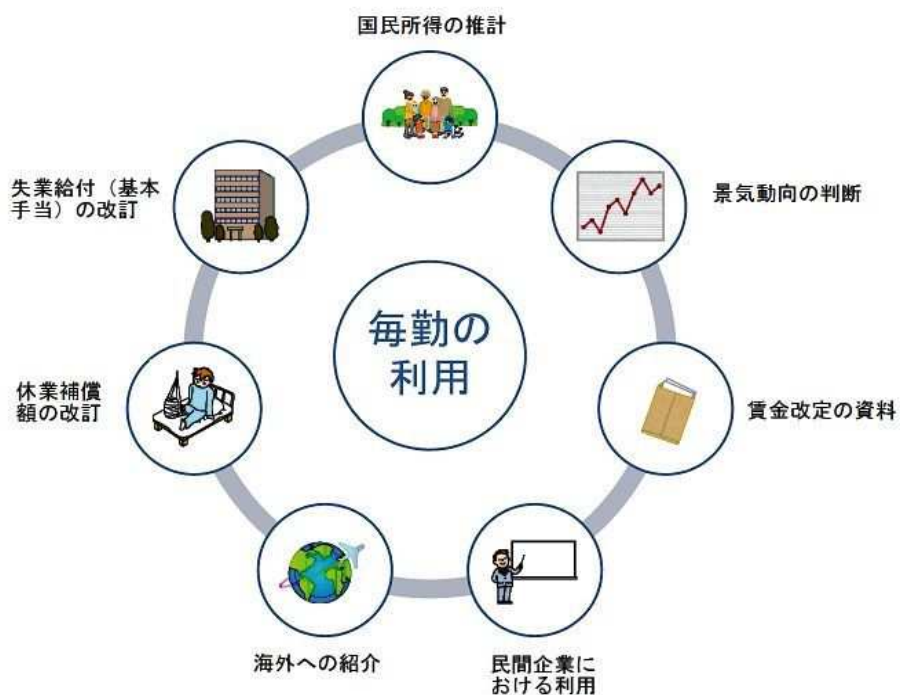 国民所得の推計
景気動向の判断
賃金改定の資料
民間企業に
おける利用
海外への紹介
休業補償
額の改訂
失業給付（基本
手当）の改訂
毎勤の
利用